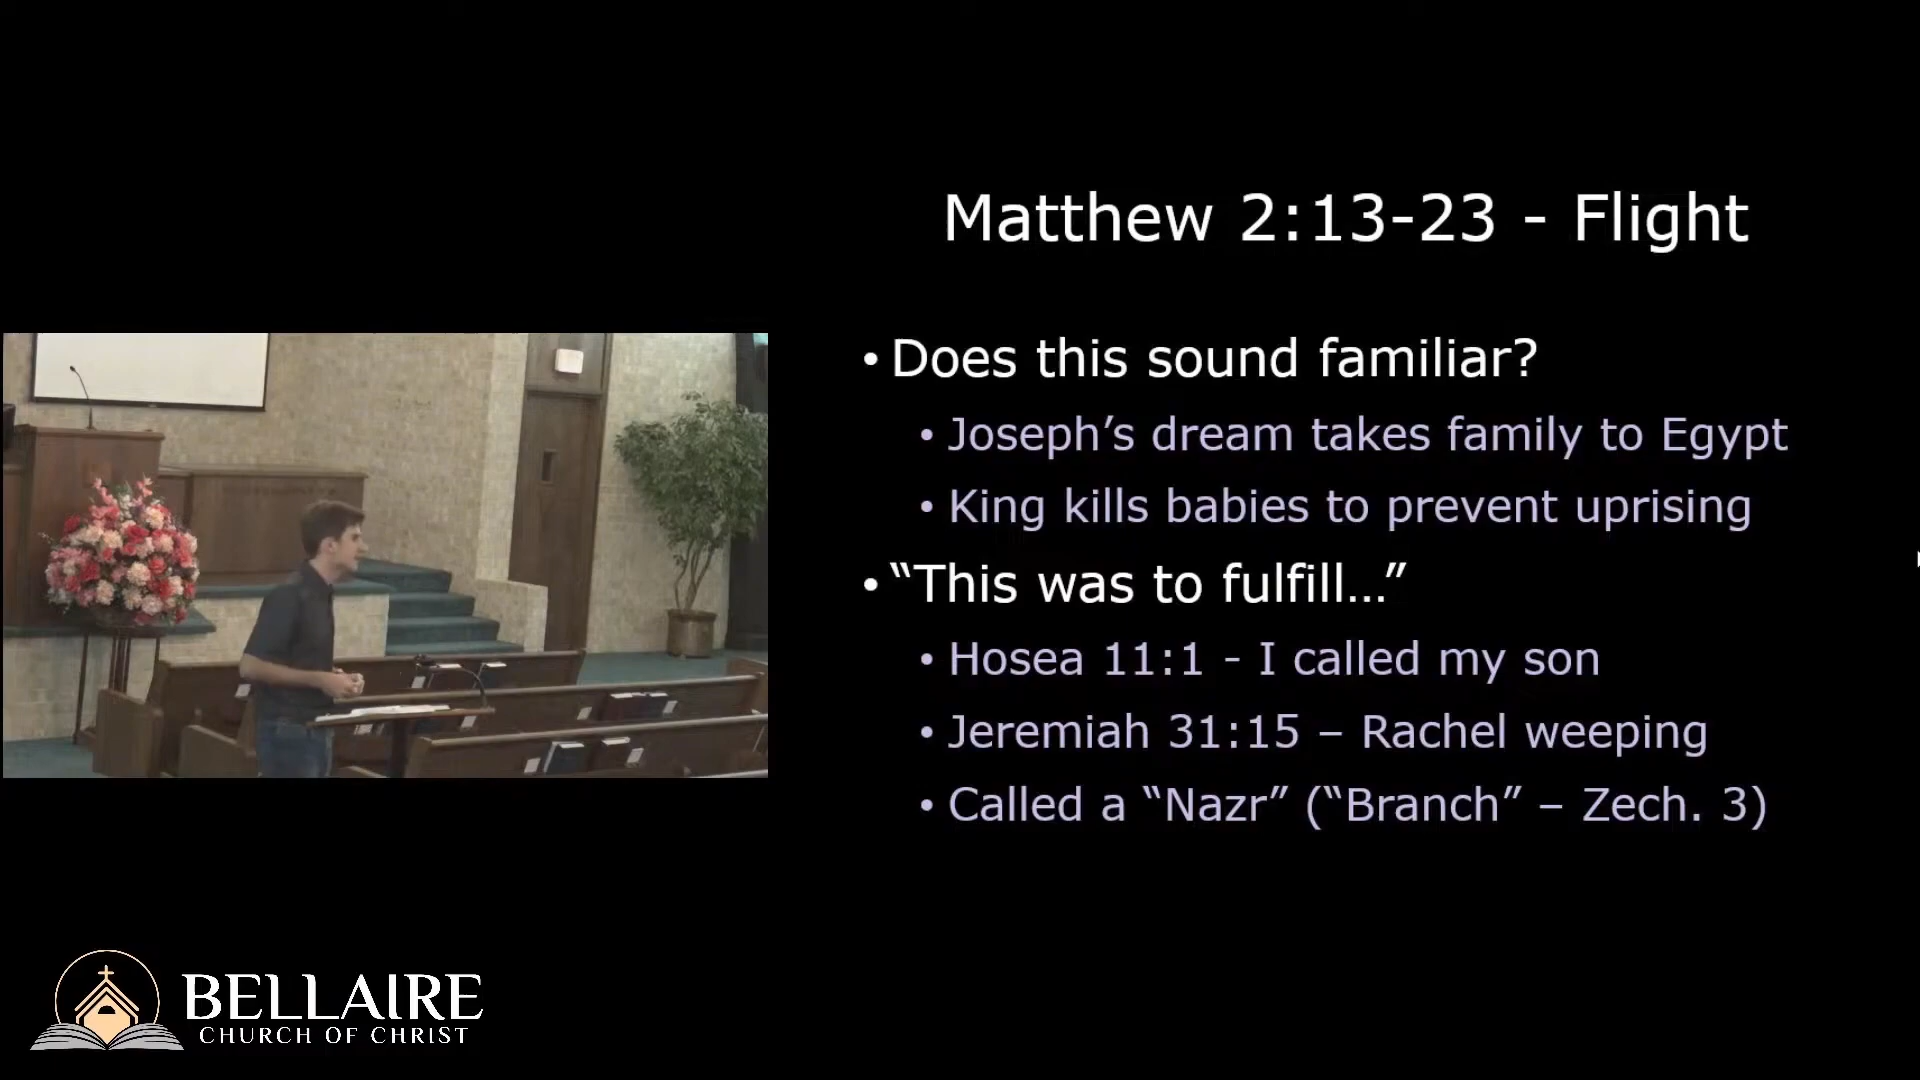 Matthew 2:13-23 - Flight
• Does this sound familiar?
• Joseph’s dream takes family to Egypt
• King kills babies to prevent uprising
• “This was to fulfill…”
• Hosea 11:1 - I called my son
• Jeremiah 31:15 – Rachel weeping
• Called a “Nazr” (“Branch” – Zech. 3)
BELLAIRE
CHURCH OF CHRIST